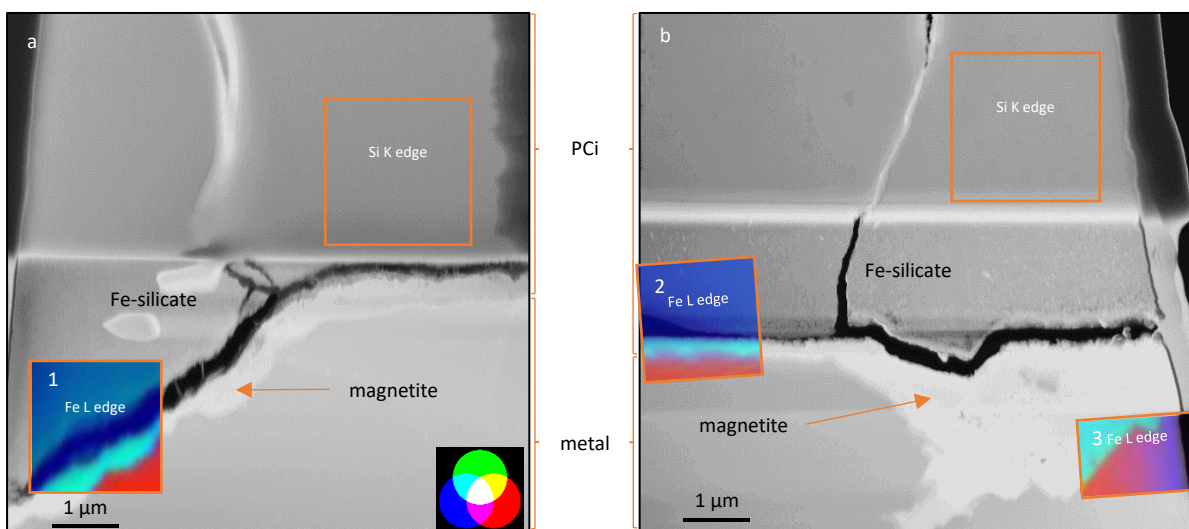 a
Si K edge
Fe-silicate
1
Fe L edge
magnetite
1 µm
PCi
metal
b
Si K edge
Fe-silicate
2
Fe L edge
magnetite
3 Fe L edge
1 µm